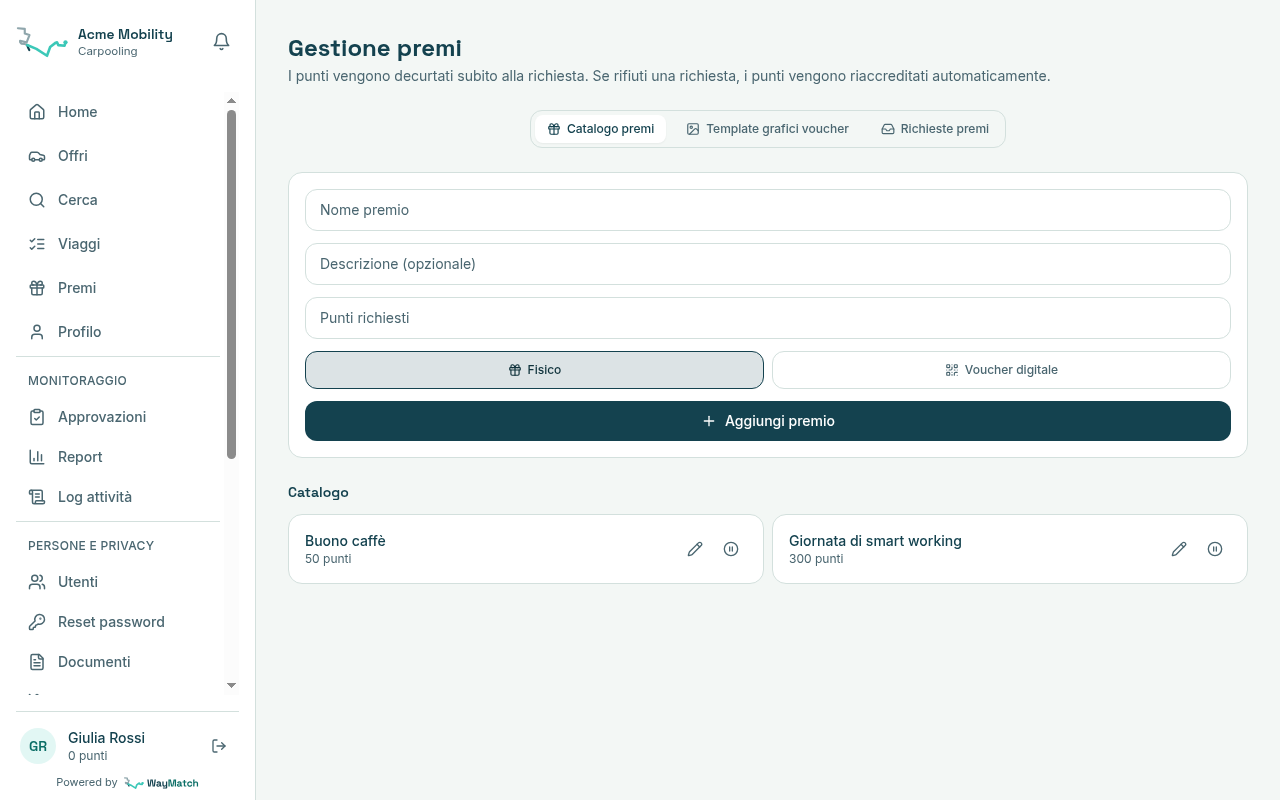 Acme Mobility
Carpooling
Home
Offri
Cerca
Viaggi
Premi
Profilo
MONITORAGGIO
Approvazioni
Report
Log attività
PERSONE E PRIVACY
Utenti
Reset password
Documenti
GR
Giulia Rossi
0 punti
Powered by WayMatch
Gestione premi
I punti vengono decurtati subito alla richiesta. Se rifiuti una richiesta, i punti vengono riaccreditati automaticamente.
Catalogo premi
Template grafici voucher
Richieste premi
Nome premio
Descrizione (opzionale)
Punti richiesti
Fisico
Voucher digitale
Aggiungi premio
Catalogo
Buono caffè
50 punti
Giornata di smart working
300 punti